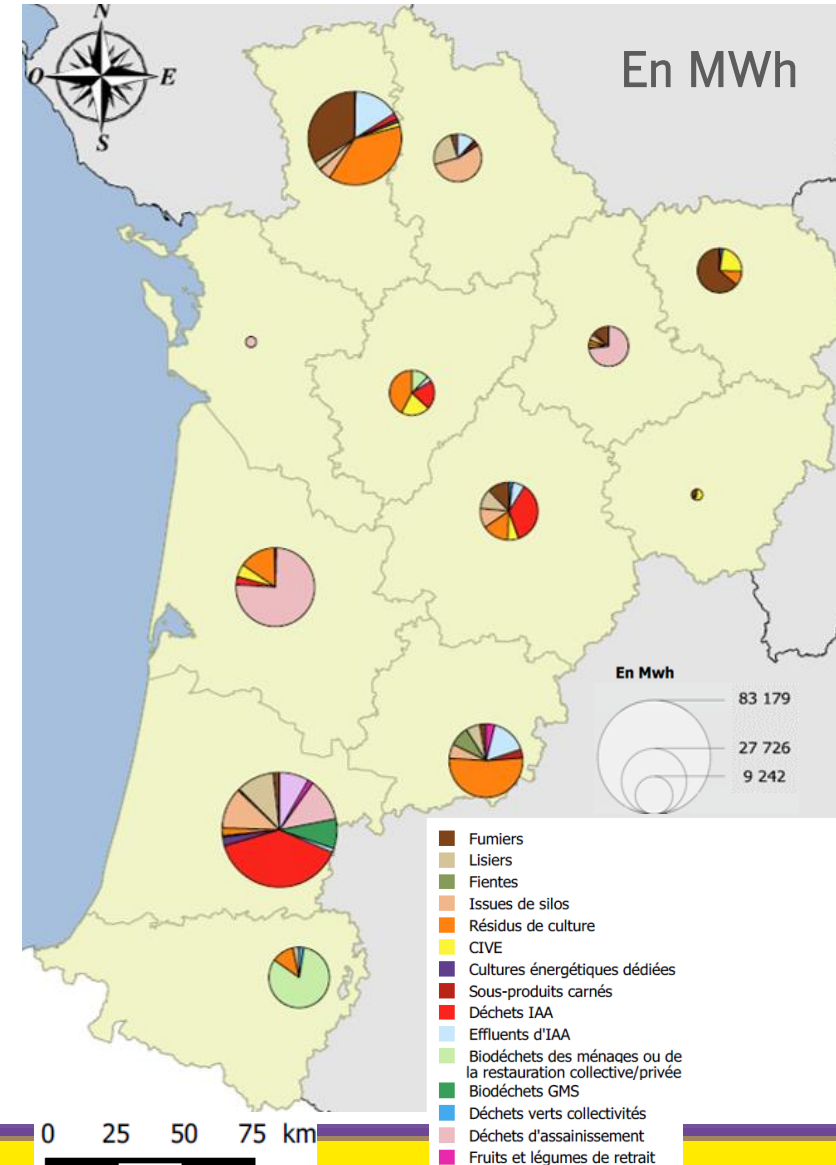 N
En MWh
O
E
S
En Mwh
83 179
27 726
9 242
Fumiers
Lisiers
Fientes
Issues de silos
Résidus de culture
CIVE
Cultures énergétiques dédiées
Sous-produits carnés
Déchets IAA
Effluents d'IAA
Biodéchets des ménages ou de
la restauration collective/privée
Biodéchets GMS
Déchets verts collectivités
Déchets d'assainissement
Fruits et légumes de retrait
0 25 50 75 km